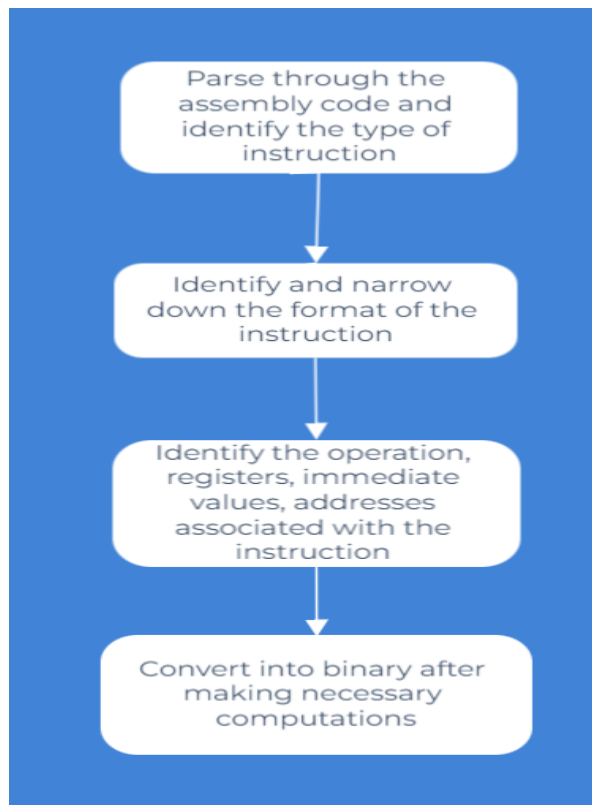 Parse through the
assembly code and
identify the type of
instruction
Identify and narrow
down the format of the
instruction
Identify the operation,
registers, immediate
values, addresses
associated with the
instruction
Convert into binary after
making necessary
computations